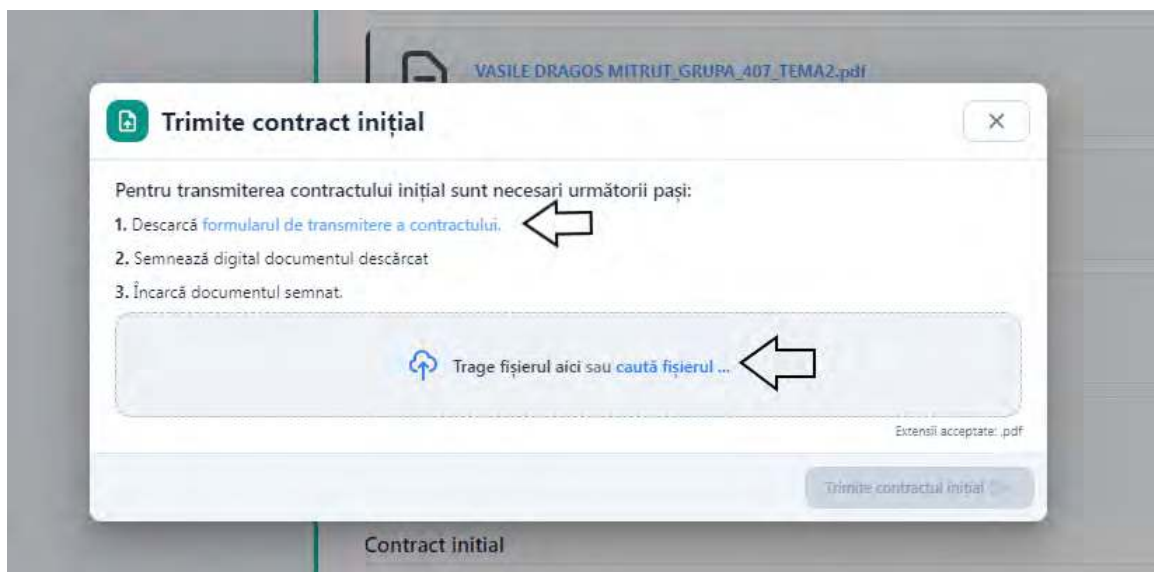 VASILE DRAGOS MITRUT_GRUPA_407_TEMA2.pdf
Trimite contract inițial
Pentru transmiterea contractului inițial sunt necesari următorii pași:
1. Descarcă formularul de transmitere a contractului.
2. Semnează digital documentul descărcat
3. Încarcă documentul semnat.
Trage fișierul aici sau caută fișierul ...
Extensii acceptate: .pdf
Trimite contractul inițial
Contract initial